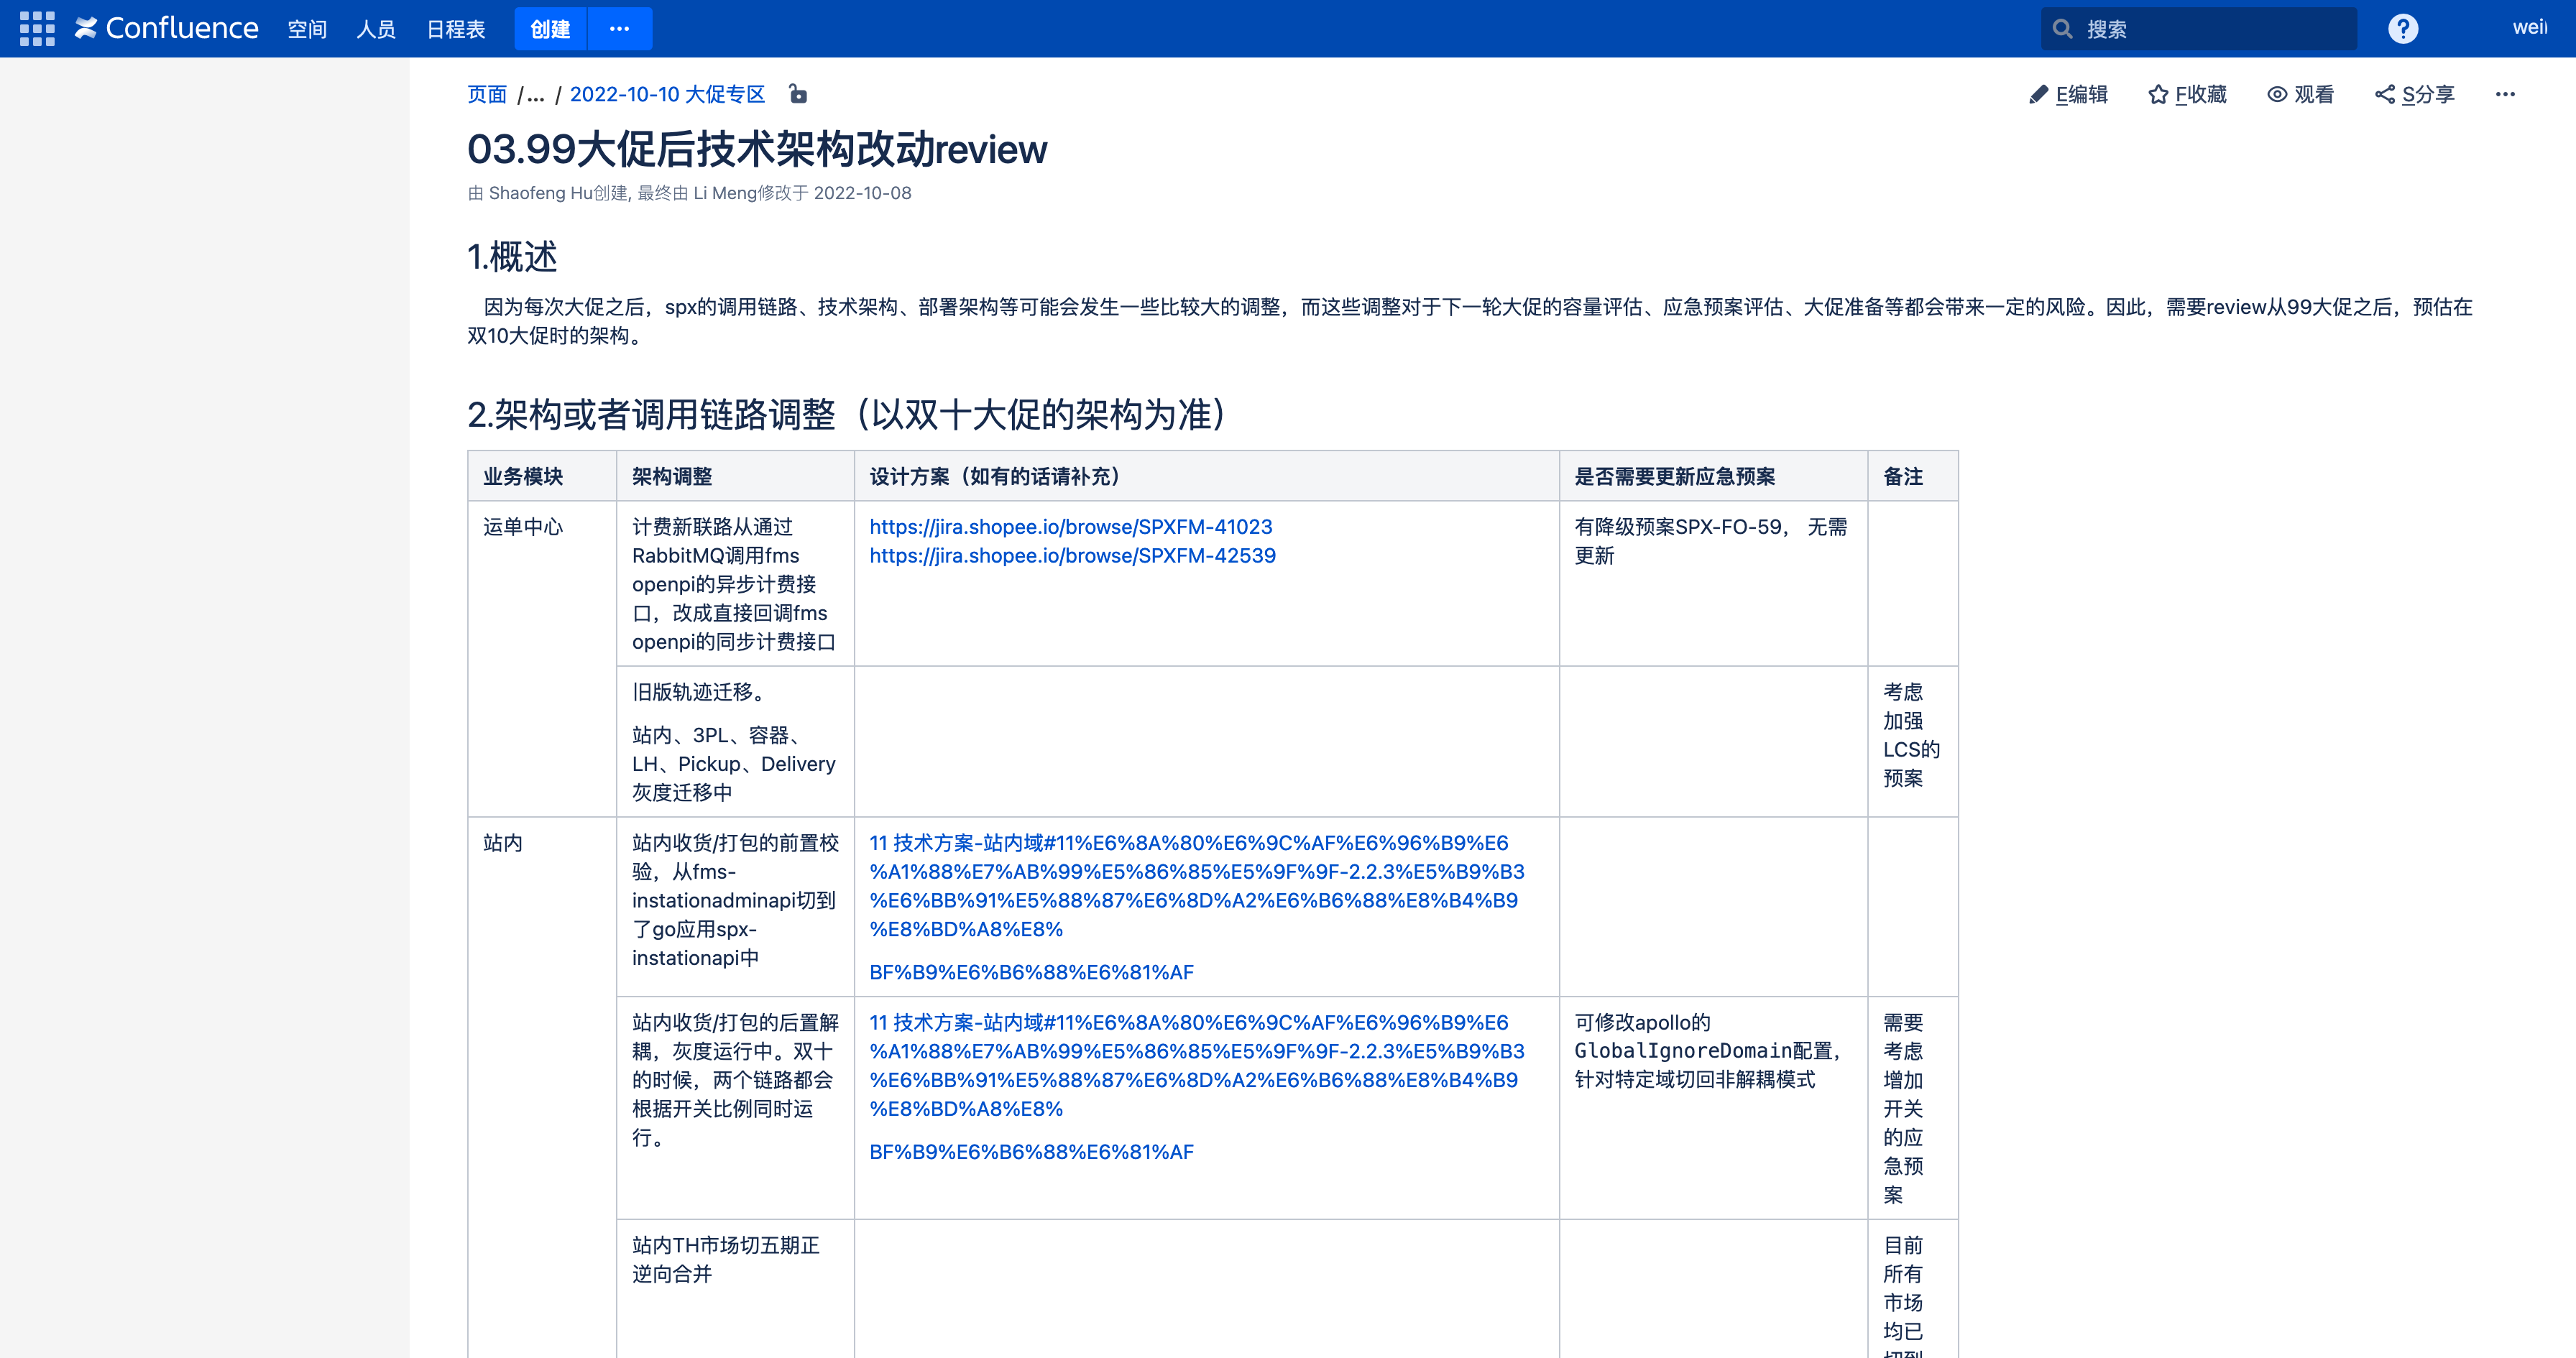 Confluence 空间 人员 日程表 创建 ··· 搜索 ? weil
页面 /... / 2022-10-10 大促专区 E编辑 F收藏 观看 S分享 ···
03.99大促后技术架构改动review
由 Shaofeng Hu创建, 最终由 Li Meng修改于 2022-10-08
1.概述
因为每次大促之后，spx的调用链路、技术架构、部署架构等可能会发生一些比较大的调整，而这些调整对于下一轮大促的容量评估、应急预案评估、大促准备等都会带来一定的风险。因此，需要review从99大促之后，预估在
双10大促时的架构。
2.架构或者调用链路调整（以双十大促的架构为准）
业务模块 架构调整 设计方案（如有的话请补充） 是否需要更新应急预案 备注
运单中心
计费新联路从通过
RabbitMQ调用fms
openpi的异步计费接
口，改成直接回调fms
openpi的同步计费接口
https://jira.shopee.io/browse/SPXFM-41023
https://jira.shopee.io/browse/SPXFM-42539
有降级预案SPX-FO-59， 无需
更新
旧版轨迹迁移。
站内、3PL、容器、
LH、Pickup、Delivery
灰度迁移中
考虑
加强
LCS的
预案
站内
站内收货/打包的前置校
验，从fms-
instationadminapi切到
了go应用spx-
instationapi中
11 技术方案-站内域#11%E6%8A%80%E6%9C%AF%E6%96%B9%E6
%A1%88%E7%AB%99%E5%86%85%E5%9F%9F-2.2.3%E5%B9%B3
%E6%BB%91%E5%88%87%E6%8D%A2%E6%B6%88%E8%B4%B9
%E8%BD%A8%E8%
BF%B9%E6%B6%88%E6%81%AF
站内收货/打包的后置解
耦，灰度运行中。双十
的时候，两个链路都会
根据开关比例同时运
行。
11 技术方案-站内域#11%E6%8A%80%E6%9C%AF%E6%96%B9%E6
%A1%88%E7%AB%99%E5%86%85%E5%9F%9F-2.2.3%E5%B9%B3
%E6%BB%91%E5%88%87%E6%8D%A2%E6%B6%88%E8%B4%B9
%E8%BD%A8%E8%
BF%B9%E6%B6%88%E6%81%AF
可修改apollo的
GlobalIgnoreDomain配置，
针对特定域切回非解耦模式
需要
考虑
增加
开关
的应
急预
案
站内TH市场切五期正
逆向合并
目前
所有
市场
均已